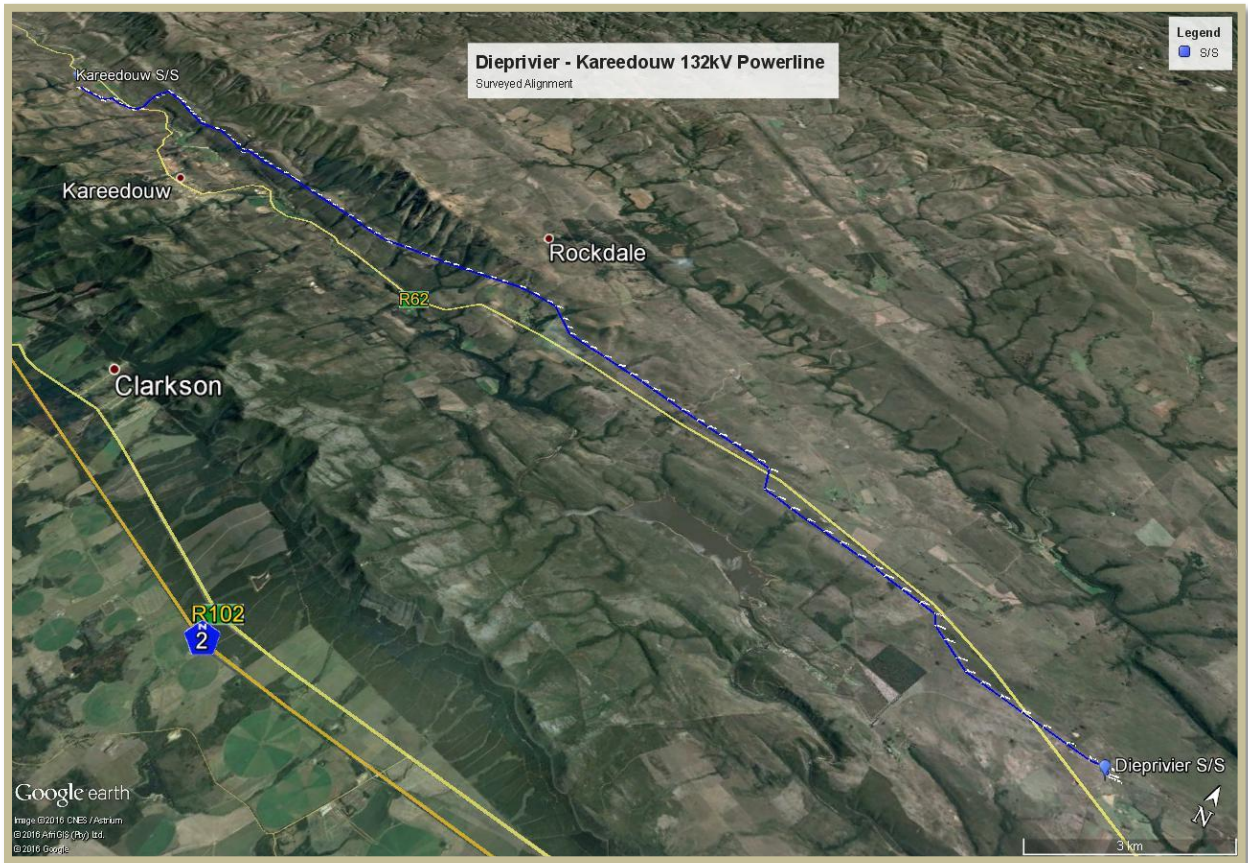 Dieprivier - Kareedouw 132kV Powerline
Surveyed Alignment
Legend
S/S
Kareedouw S/S
Kareedouw
Rockdale
R62
Clarkson
R102
N
2
Dieprivier S/S
N
3 km
Google earth
Image ©2016 CNES / Astrium
©2016 AfriGIS (Pty) Ltd.
©2016 Google